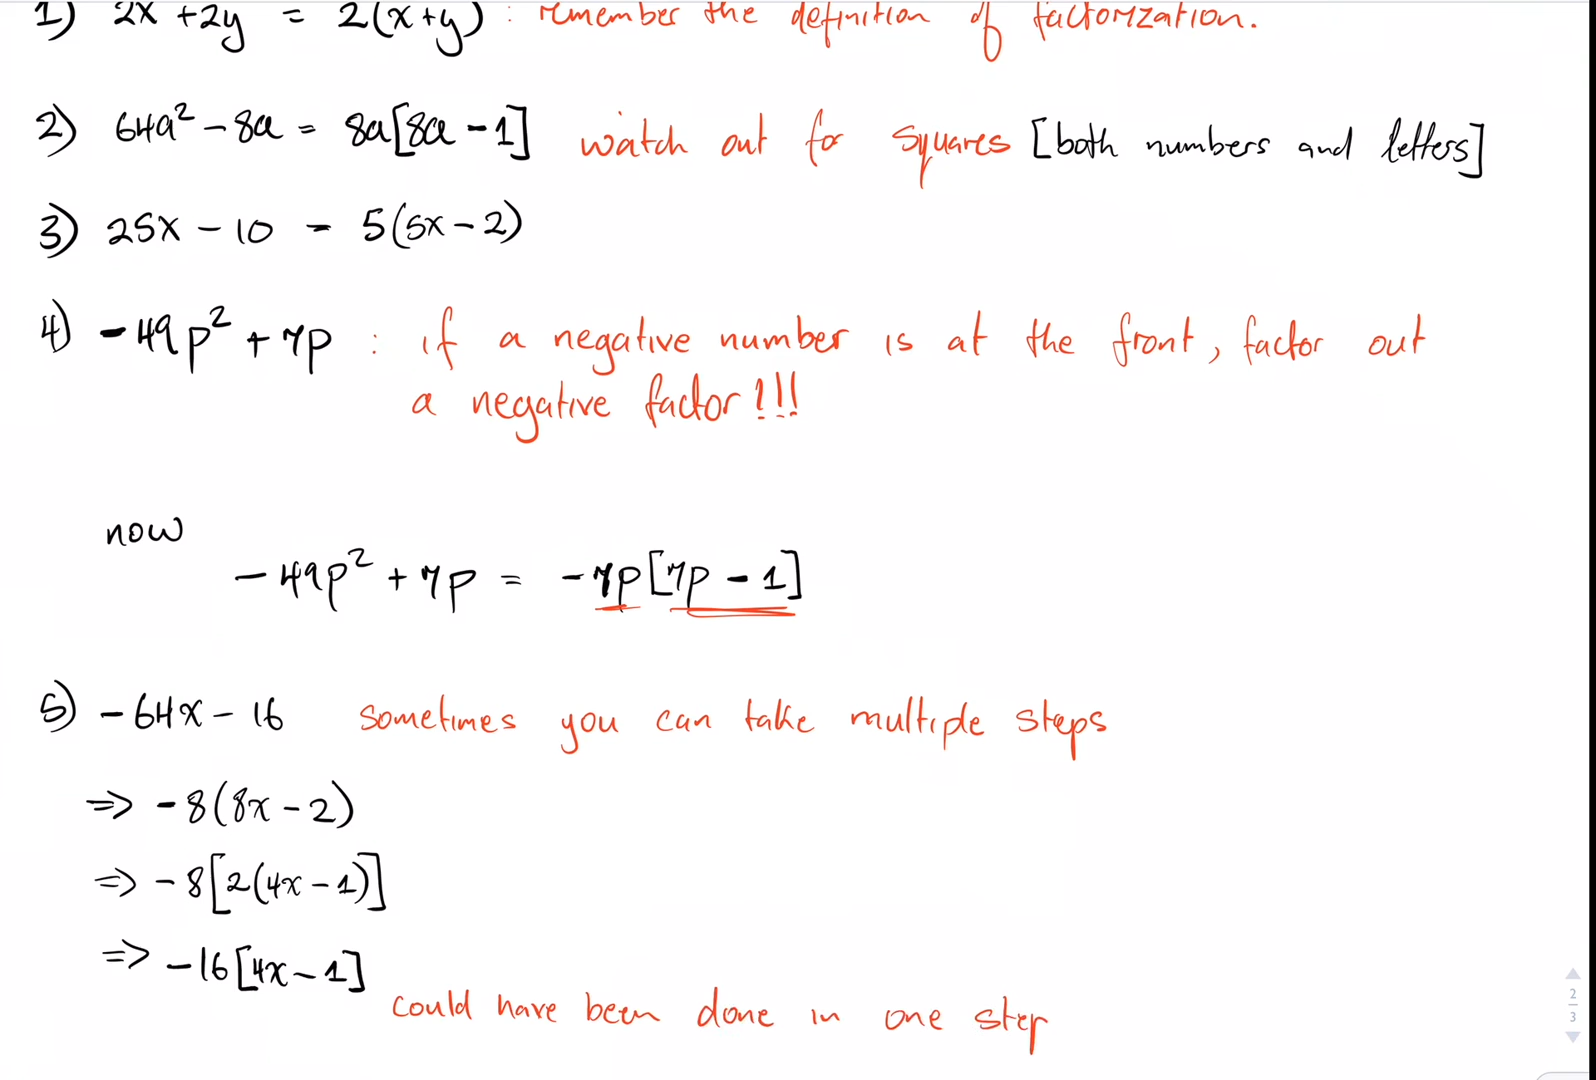 1) 2x + 2y = 2(x+y) : remember the definition of factorization.
2) 64a² - 8a = 8a[8a - 1] watch out for squares [both numbers and letters]
3) 25x - 10 - 5(5x - 2)
4) -49p² + 7p : if a negative number is at the front, factor out
a negative factor!!!
now
-49p² + 7p = -7p[7p - 1]
5) -64x - 16 sometimes you can take multiple steps
=> -8(8x - 2)
=> -8[2(4x - 1)]
=> -16[4x - 1]
could have been done in one step
2
3